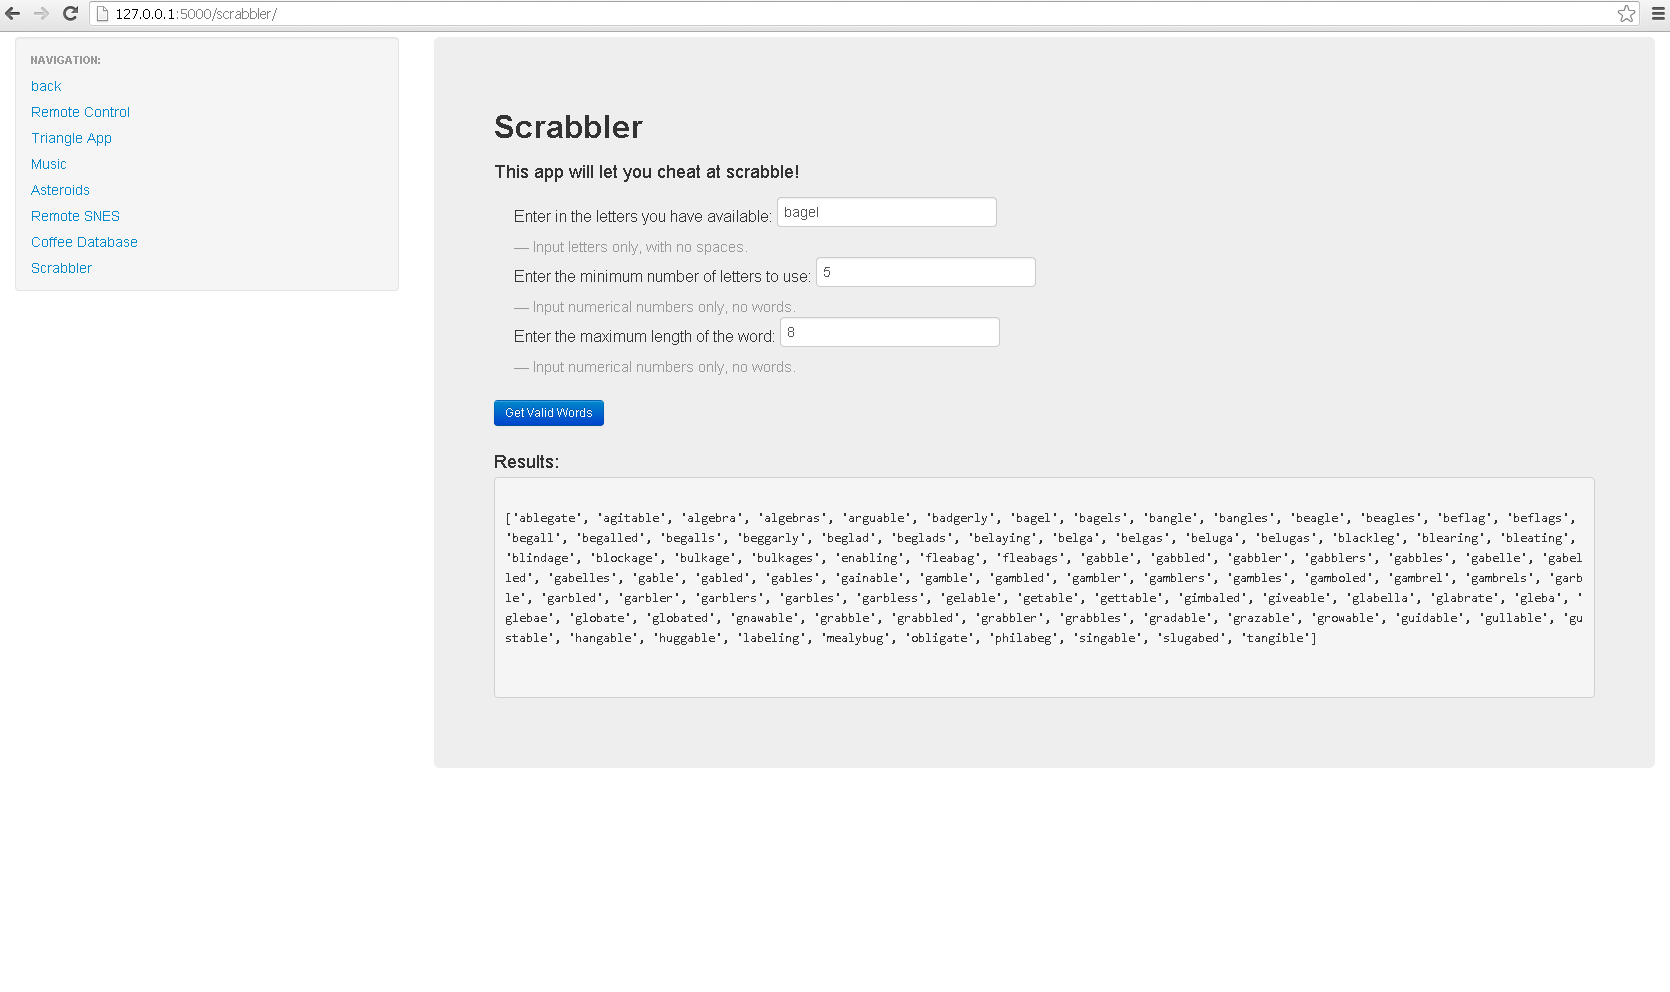 127.0.0.1:5000/scrabbler/
NAVIGATION:
back
Remote Control
Triangle App
Music
Asteroids
Remote SNES
Coffee Database
Scrabbler
Scrabbler
This app will let you cheat at scrabble!
Enter in the letters you have available: bagel
— Input letters only, with no spaces.
Enter the minimum number of letters to use: 5
— Input numerical numbers only, no words.
Enter the maximum length of the word: 8
— Input numerical numbers only, no words.
Get Valid Words
Results:
['ablegate', 'agitable', 'algebra', 'algebras', 'arguable', 'badgerly', 'bagel', 'bagels', 'bangle', 'bangles', 'beagle', 'beagles', 'beflag', 'beflags',
'begall', 'begalled', 'begalls', 'beggarly', 'beglad', 'beglads', 'belaying', 'belga', 'belgas', 'beluga', 'belugas', 'blackleg', 'blearing', 'bleating',
'blindage', 'blockage', 'bulkage', 'bulkages', 'enabling', 'fleabag', 'fleabags', 'gabble', 'gabbled', 'gabbler', 'gabblers', 'gabbles', 'gabelle', 'gabel
led', 'gabelles', 'gable', 'gabled', 'gables', 'gainable', 'gamble', 'gambled', 'gambler', 'gamblers', 'gambles', 'gamboled', 'gambrel', 'gambrels', 'garb
le', 'garbled', 'garbler', 'garblers', 'garbles', 'garbless', 'gelable', 'getable', 'gettable', 'gimbaled', 'giveable', 'glabella', 'glabrate', 'gleba', '
glebae', 'globate', 'globated', 'gnawable', 'grabble', 'grabbled', 'grabbler', 'grabbles', 'gradable', 'grazable', 'growable', 'guidable', 'gullable', 'gu
stable', 'hangable', 'huggable', 'labeling', 'mealybug', 'obligate', 'philabeg', 'singable', 'slugabed', 'tangible']